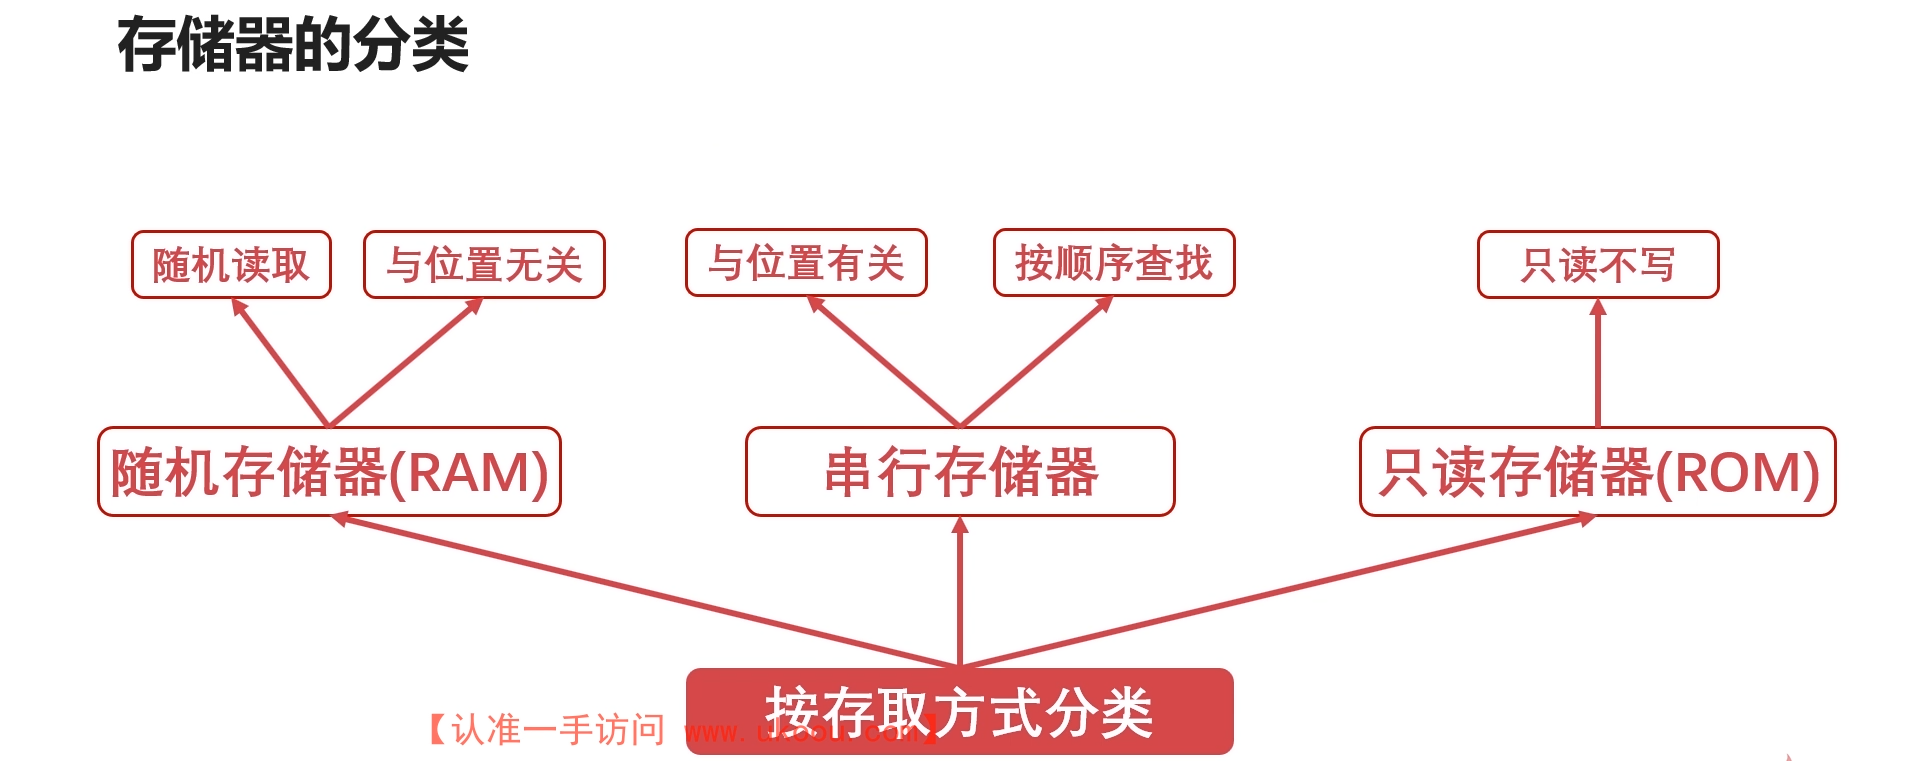 存储器的分类
随机读取
与位置无关
与位置有关
按顺序查找
只读不写
随机存储器(RAM)
串行存储器
只读存储器(ROM)
按存取方式分类
【认准一手访问